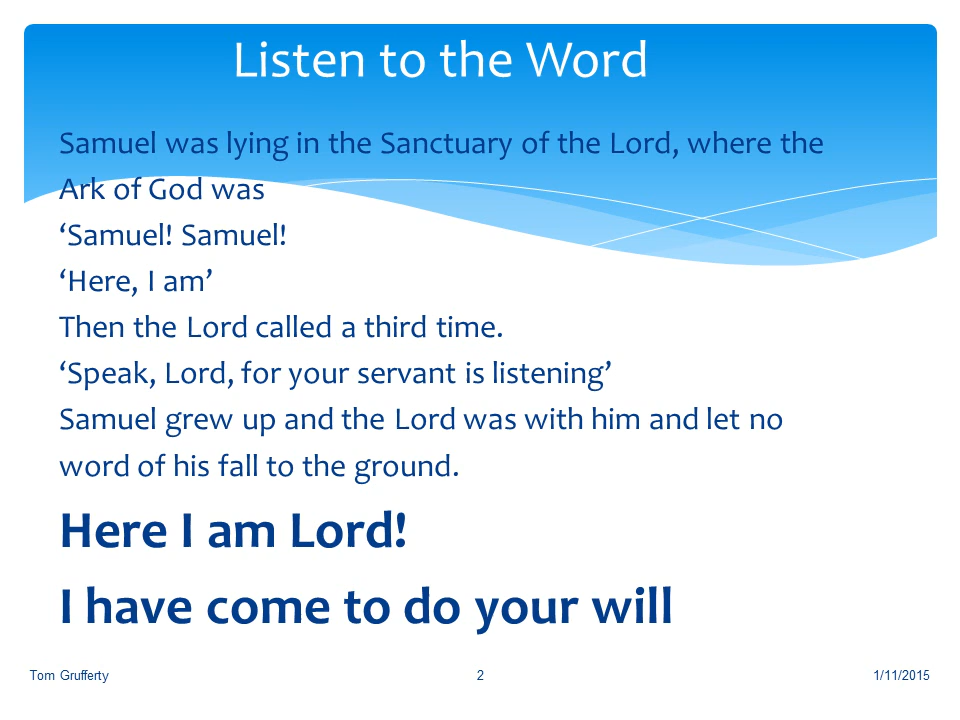 Listen to the Word
Samuel was lying in the Sanctuary of the Lord, where the
Ark of God was
‘Samuel! Samuel!
‘Here, I am’
Then the Lord called a third time.
‘Speak, Lord, for your servant is listening’
Samuel grew up and the Lord was with him and let no
word of his fall to the ground.
Here I am Lord!
I have come to do your will
Tom Grufferty 2 1/11/2015